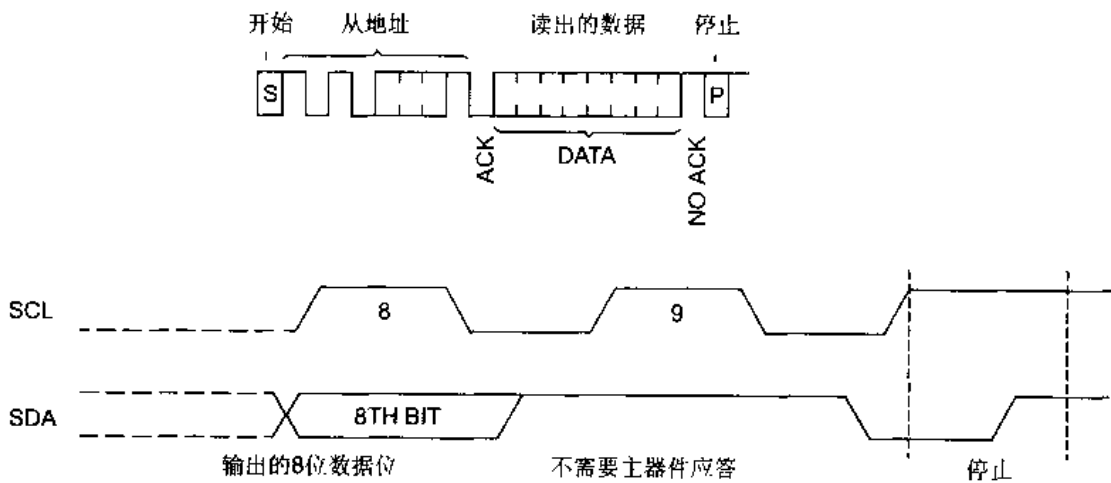 开始 从地址 读出的数据 停止
S P
ACK DATA NO ACK
SCL 8 9
SDA 8TH BIT
输出的8位数据位 不需要主器件应答 停止